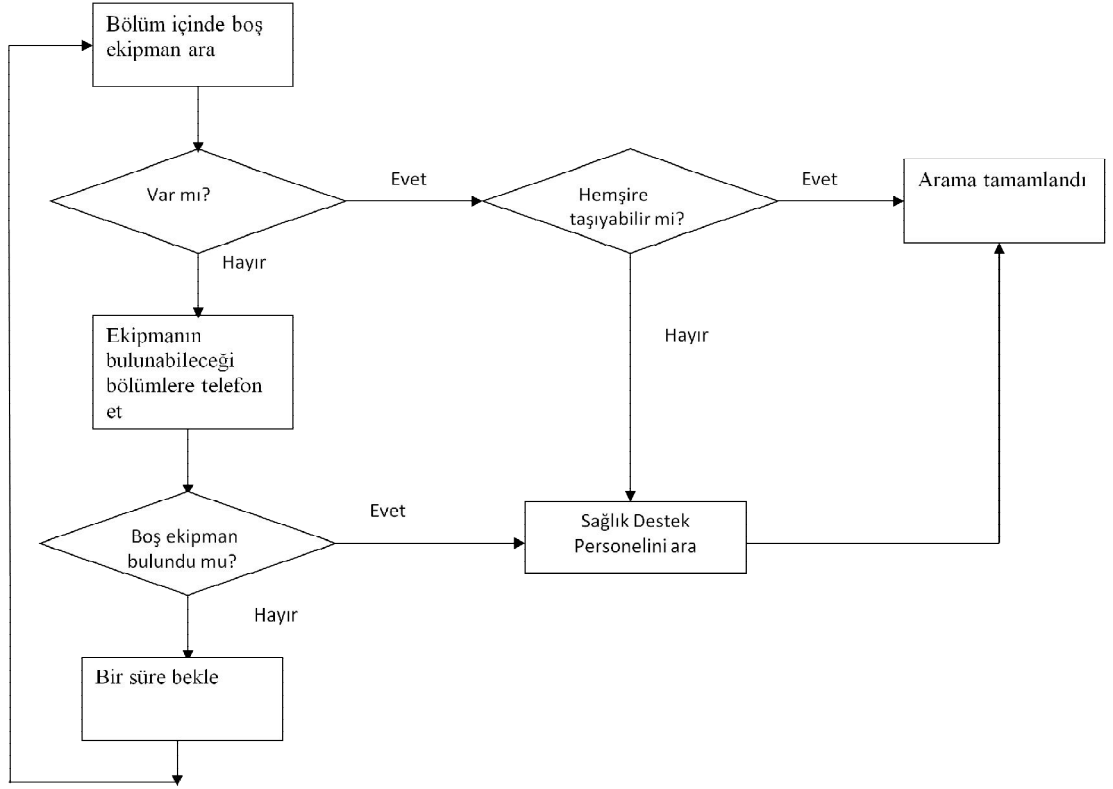 Bölüm içinde boş
ekipman ara
Var mı?
Evet
Hemşire
taşıyabilir mi?
Evet
Arama tamamlandı
Hayır
Ekipmanın
bulunabileceği
bölümlere telefon
et
Hayır
Boş ekipman
bulundu mu?
Evet
Sağlık Destek
Personelini ara
Hayır
Bir süre bekle